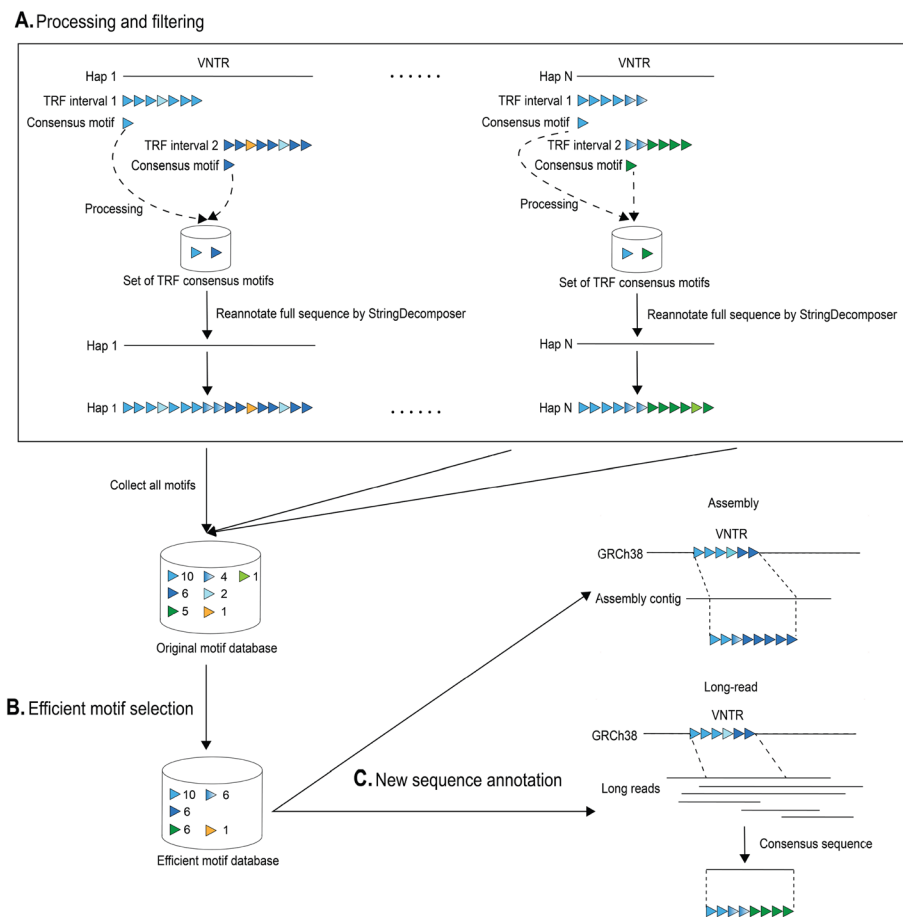 A. Processing and filtering
VNTR
Hap 1
......
VNTR
Hap N
TRF interval 1
TRF interval 1
Consensus motif
Consensus motif
TRF interval 2
TRF interval 2
Consensus motif
Consensus motif
Processing
Processing
Set of TRF consensus motifs
Set of TRF consensus motifs
Reannotate full sequence by StringDecomposer
Reannotate full sequence by StringDecomposer
Hap 1
Hap N
Hap 1
......
Hap N
Collect all motifs
Assembly
VNTR
GRCh38
10 4 1
6 2
5 1
Assembly contig
Original motif database
Long-read
B. Efficient motif selection
VNTR
GRCh38
C. New sequence annotation
Long reads
10 6
6
6 1
Consensus sequence
Efficient motif database